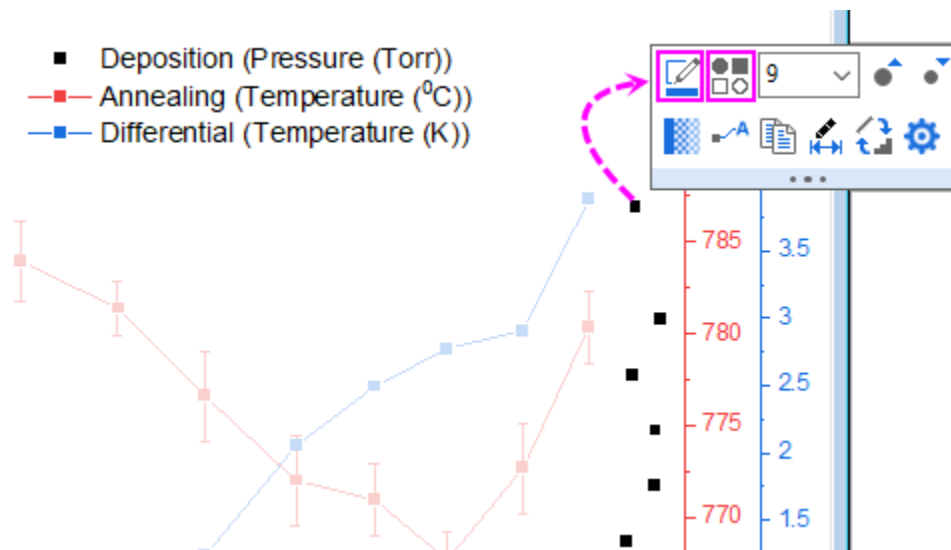 Deposition (Pressure (Torr))
Annealing (Temperature (⁰C))
Differential (Temperature (K))
9
A
785
780
775
770
3.5
3
2.5
2
1.5